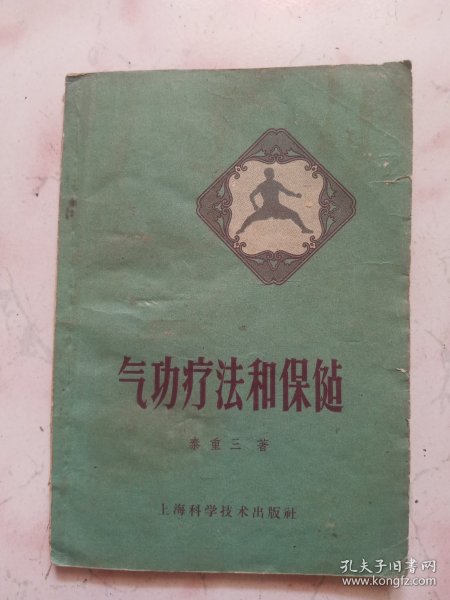 气功疗法和保健
秦重三 著
上海科学技术出版社
孔夫子旧书网
www.kongfz.com